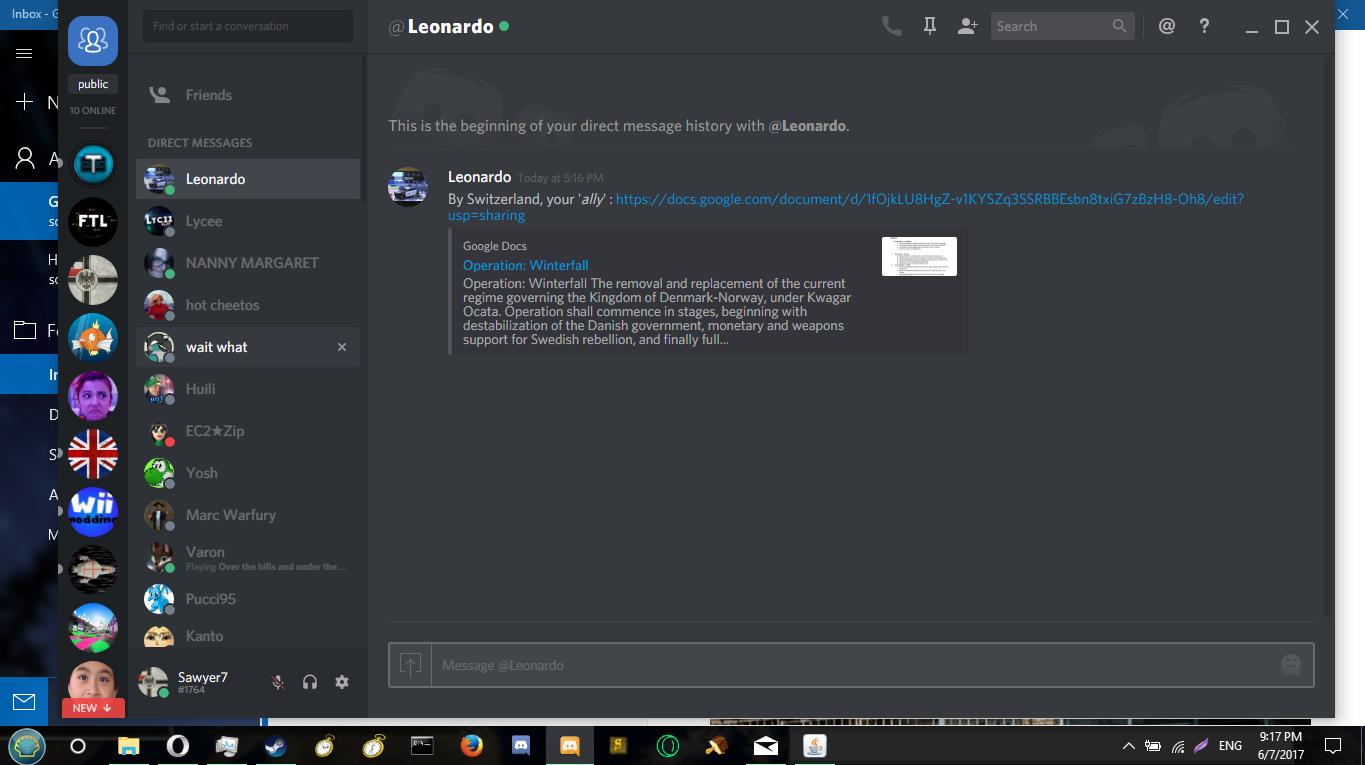 Inbox - G
public
10 ONLINE
FTL
Wii
modding
NEW ↓
Find or start a conversation
Friends
DIRECT MESSAGES
Leonardo
Lycee
NANNY MARGARET
hot cheetos
wait what
Huili
EC2★Zip
Yosh
Marc Warfury
Varon
Playing Over the hills and under the ...
Pucci95
Kanto
Sawyer7
#1764
@Leonardo
Search
This is the beginning of your direct message history with @Leonardo.
Leonardo Today at 5:16 PM
By Switzerland, your 'ally' : https://docs.google.com/document/d/1fOjkLU8HgZ-v1KYSZq3SSRBBEsbn8txiG7zBzH8-Oh8/edit?
usp=sharing
Google Docs
Operation: Winterfall
Operation: Winterfall The removal and replacement of the current
regime governing the Kingdom of Denmark-Norway, under Kwagar
Ocata. Operation shall commence in stages, beginning with
destabilization of the Danish government, monetary and weapons
support for Swedish rebellion, and finally full...
Message @Leonardo
ENG
9:17 PM
6/7/2017